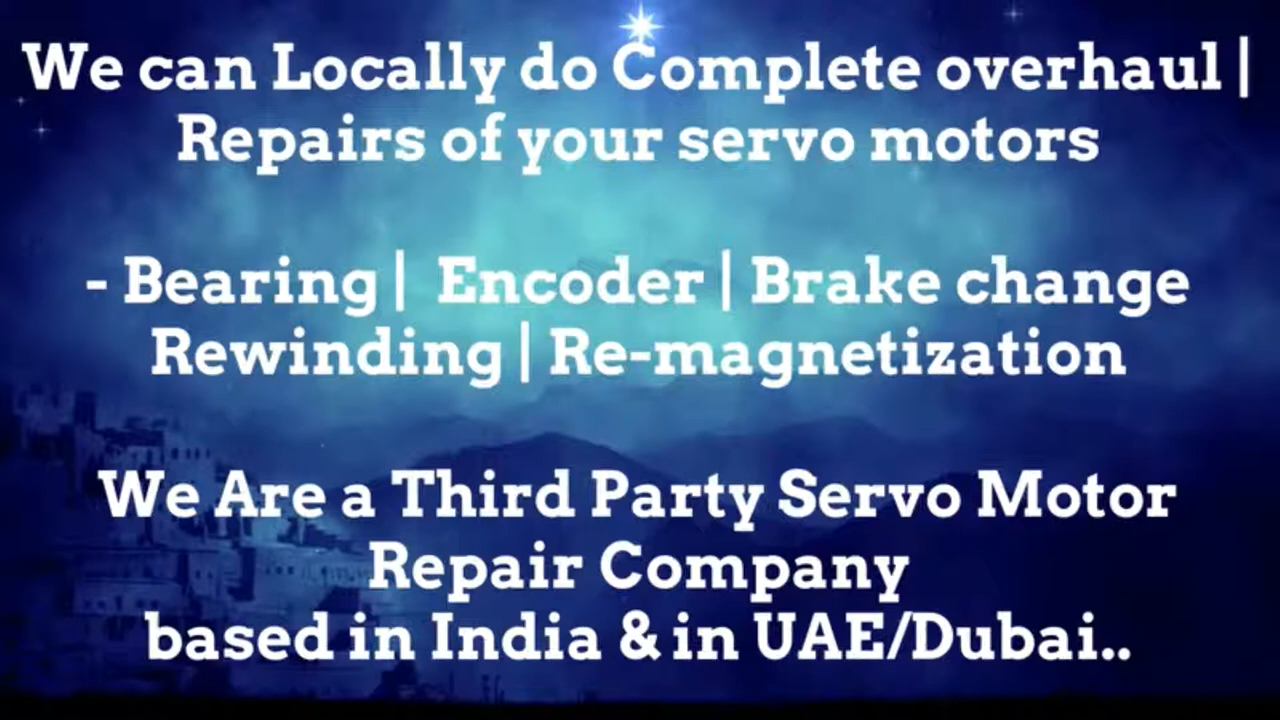 We can Locally do Complete overhaul |
Repairs of your servo motors
- Bearing | Encoder | Brake change
Rewinding | Re-magnetization
We Are a Third Party Servo Motor
Repair Company
based in India & in UAE/Dubai..